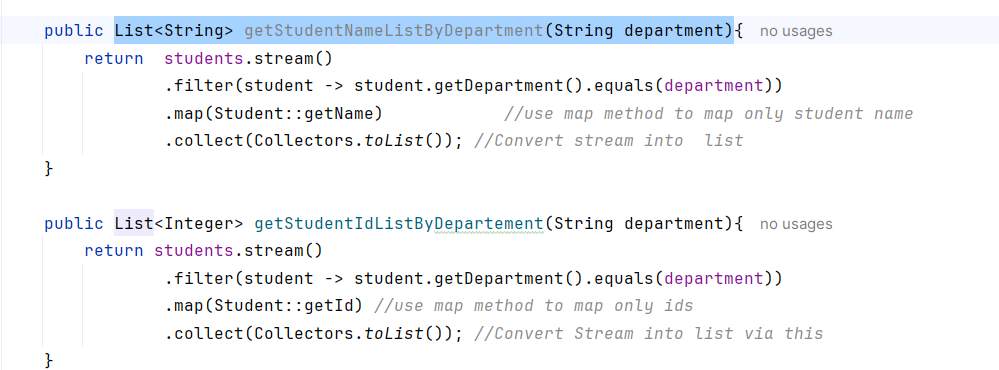 public List<String> getStudentNameListByDepartment(String department){ no usages
return  students.stream()
.filter(student -> student.getDepartment().equals(department))
.map(Student::getName)            //use map method to map only student name
.collect(Collectors.toList()); //Convert stream into  list
}
public List<Integer> getStudentIdListByDepartement(String department){ no usages
return students.stream()
.filter(student -> student.getDepartment().equals(department))
.map(Student::getId) //use map method to map only ids
.collect(Collectors.toList()); //Convert Stream into list via this
}